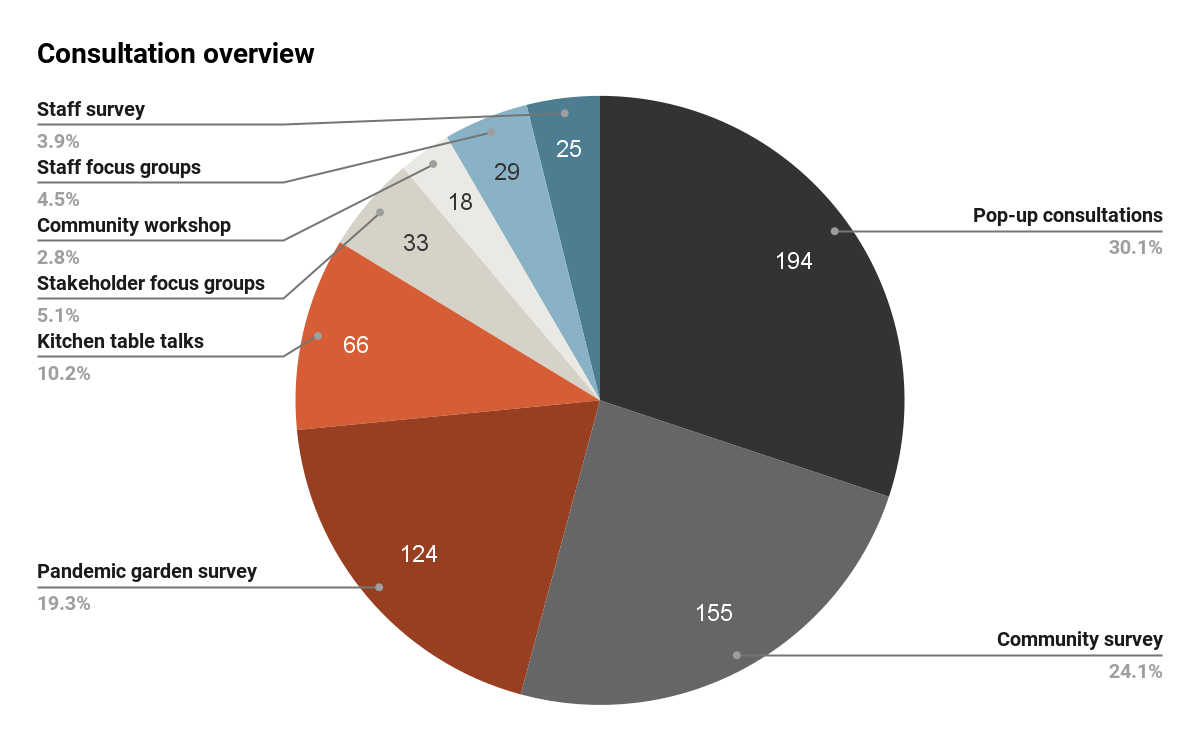 Consultation overview
Staff survey
3.9%
Staff focus groups
4.5%
Community workshop
2.8%
Stakeholder focus groups
5.1%
Kitchen table talks
10.2%
Pandemic garden survey
19.3%
25
29
18
33
66
124
194
155
Pop-up consultations
30.1%
Community survey
24.1%